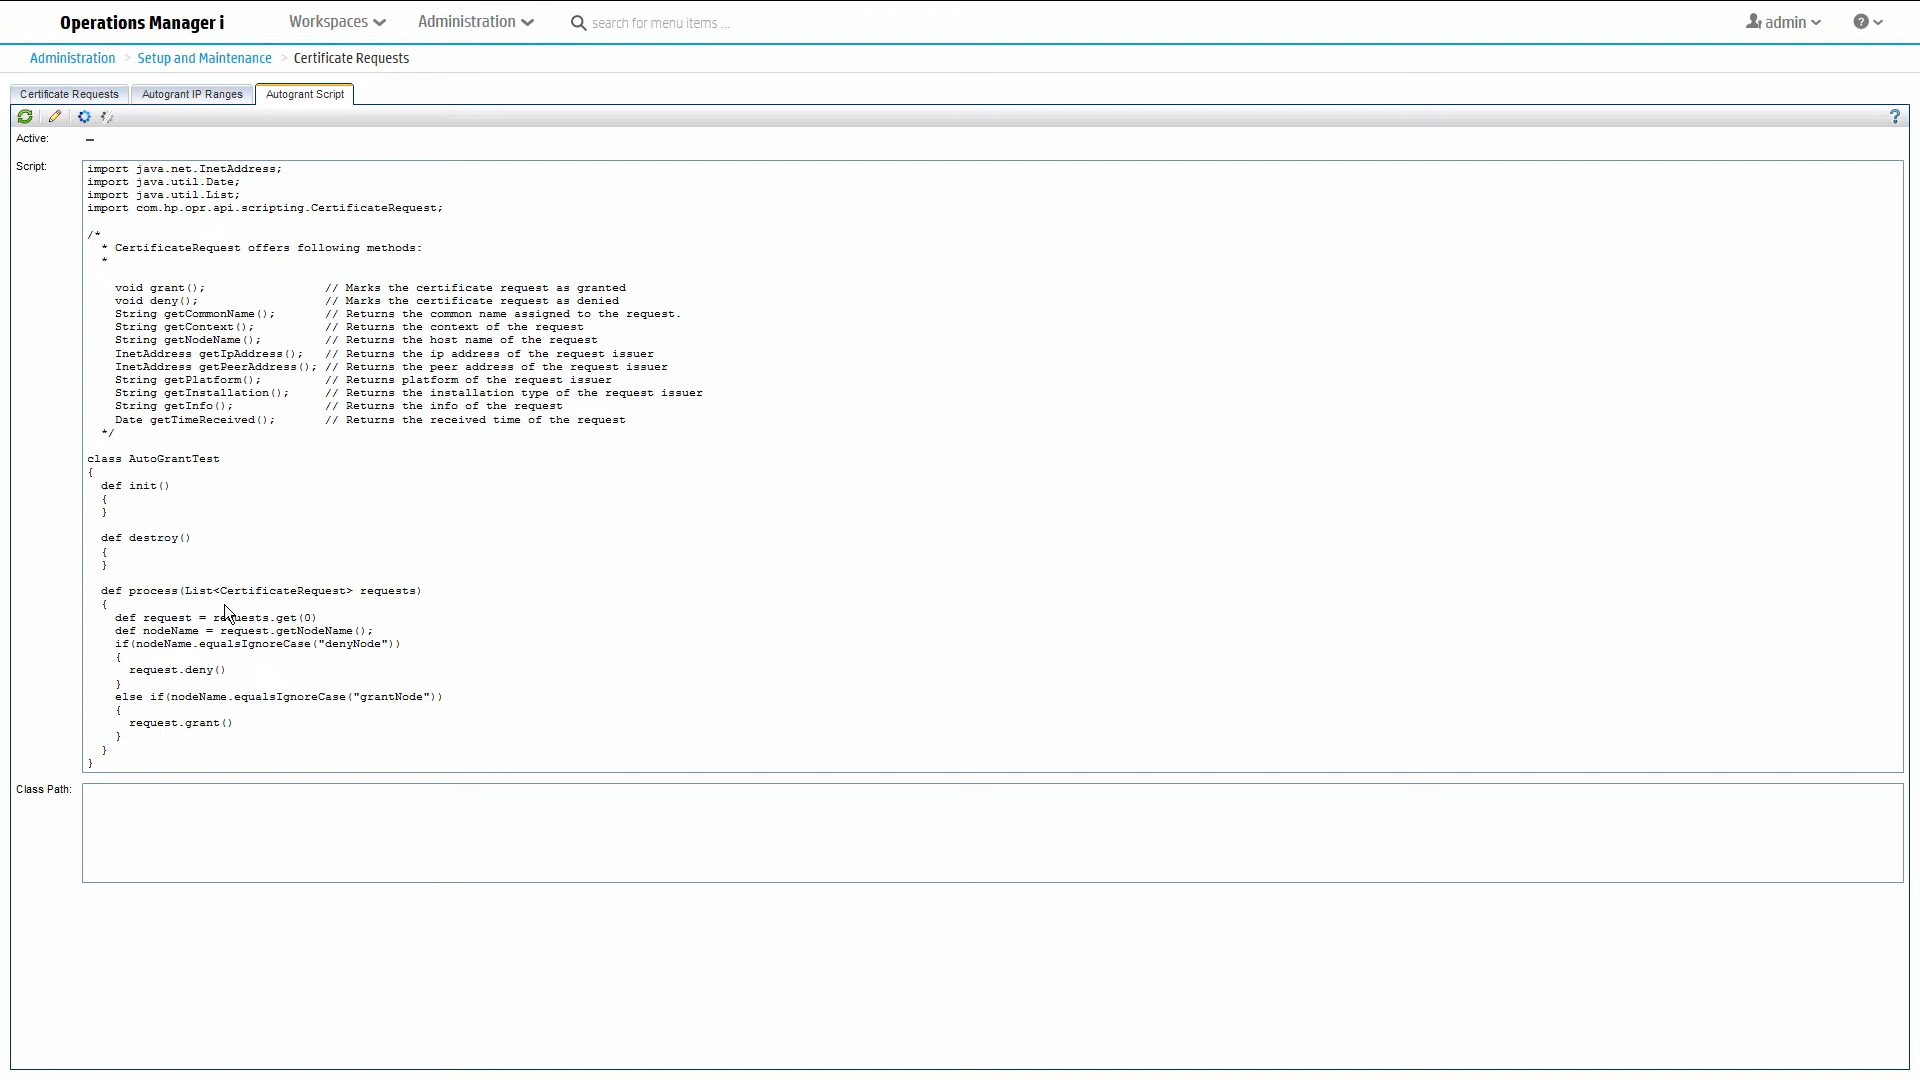 Operations Manager i
Workspaces
Administration
search for menu items ...
admin
?
Administration > Setup and Maintenance > Certificate Requests
Certificate Requests
Autogrant IP Ranges
Autogrant Script
?
Active: –
Script:
import java.net.InetAddress;
import java.util.Date;
import java.util.List;
import com.hp.opr.api.scripting.CertificateRequest;
/*
* CertificateRequest offers following methods:
*
void grant(); // Marks the certificate request as granted
void deny(); // Marks the certificate request as denied
String getCommonName(); // Returns the common name assigned to the request.
String getContext(); // Returns the context of the request
String getNodeName(); // Returns the host name of the request
InetAddress getIpAddress(); // Returns the ip address of the request issuer
InetAddress getPeerAddress(); // Returns the peer address of the request issuer
String getPlatform(); // Returns platform of the request issuer
String getInstallation(); // Returns the installation type of the request issuer
String getInfo(); // Returns the info of the request
Date getTimeReceived(); // Returns the received time of the request
*/
class AutoGrantTest
{
def init()
{
}
def destroy()
{
}
def process(List<CertificateRequest> requests)
{
def request = requests.get(0)
def nodeName = request.getNodeName();
if(nodeName.equalsIgnoreCase("denyNode"))
{
request.deny()
}
else if(nodeName.equalsIgnoreCase("grantNode"))
{
request.grant()
}
}
}
Class Path: